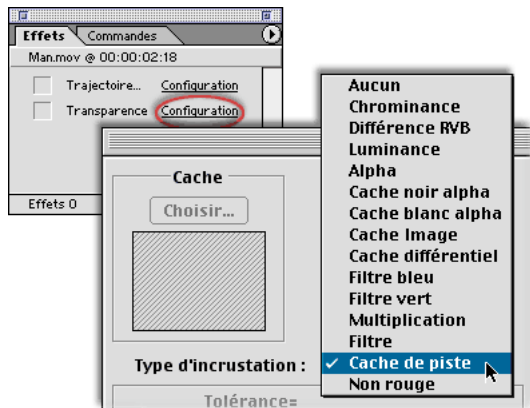 Effets Commandes
Man.mov @ 00:00:02:18
Trajectoire... Configuration
Transparence Configuration
Effets 0
Cache
Choisir...
Type d'incrustation :
Tolérance=
Aucun
Chrominance
Différence RVB
Luminance
Alpha
Cache noir alpha
Cache blanc alpha
Cache Image
Cache différentiel
Filtre bleu
Filtre vert
Multiplication
Filtre
✓ Cache de piste
Non rouge